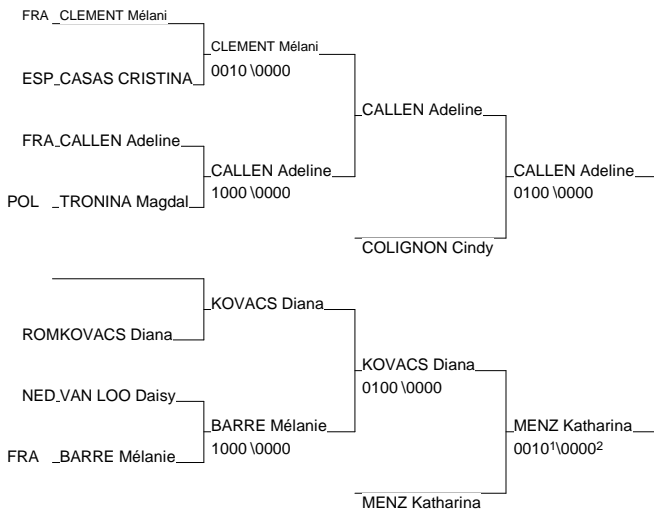 FRA CLEMENT Mélani
CLEMENT Mélani
0010 \0000
ESP CASAS CRISTINA
CALLEN Adeline
FRA CALLEN Adeline
CALLEN Adeline
1000 \0000
CALLEN Adeline
0100 \0000
POL TRONINA Magdal
COLIGNON Cindy
KOVACS Diana
ROM KOVACS Diana
KOVACS Diana
0100 \0000
NED VAN LOO Daisy
BARRE Mélanie
1000 \0000
MENZ Katharina
0010¹\0000²
FRA BARRE Mélanie
MENZ Katharina